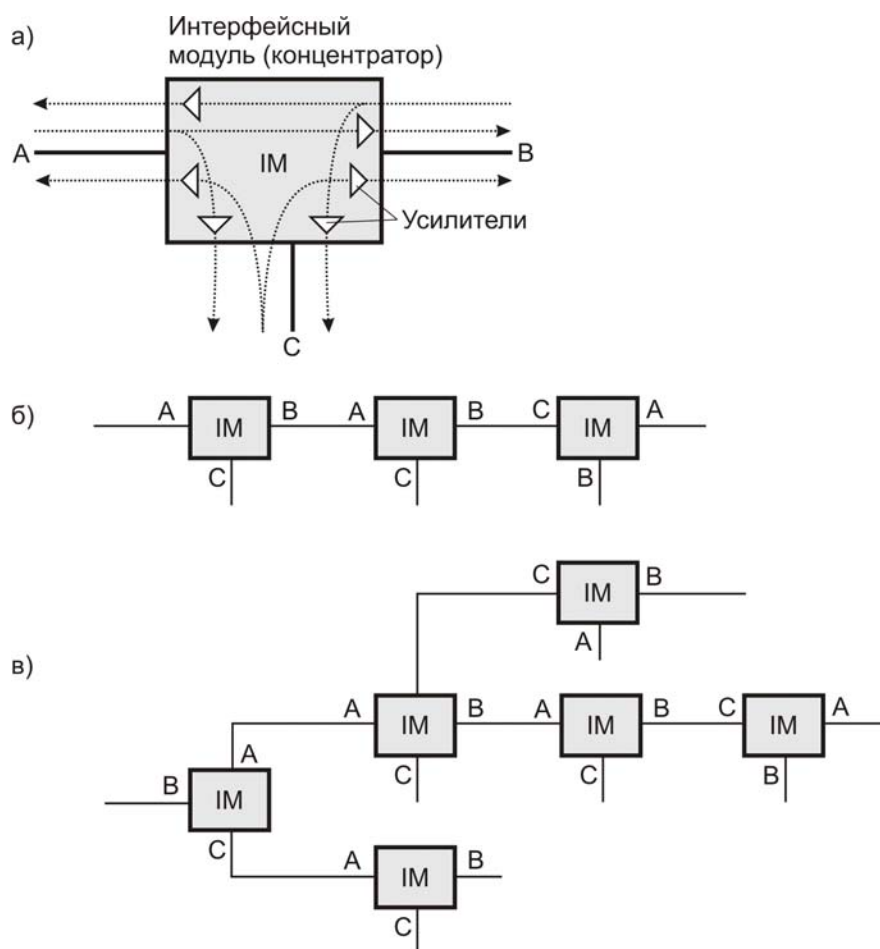 а)
Интерфейсный
модуль (концентратор)
A
IM
B
Усилители
C
б)
A IM B A IM B C IM A
C C B
C IM B
A
в)
A IM B A IM B C IM A
A
B IM C C B
C
A IM B
C